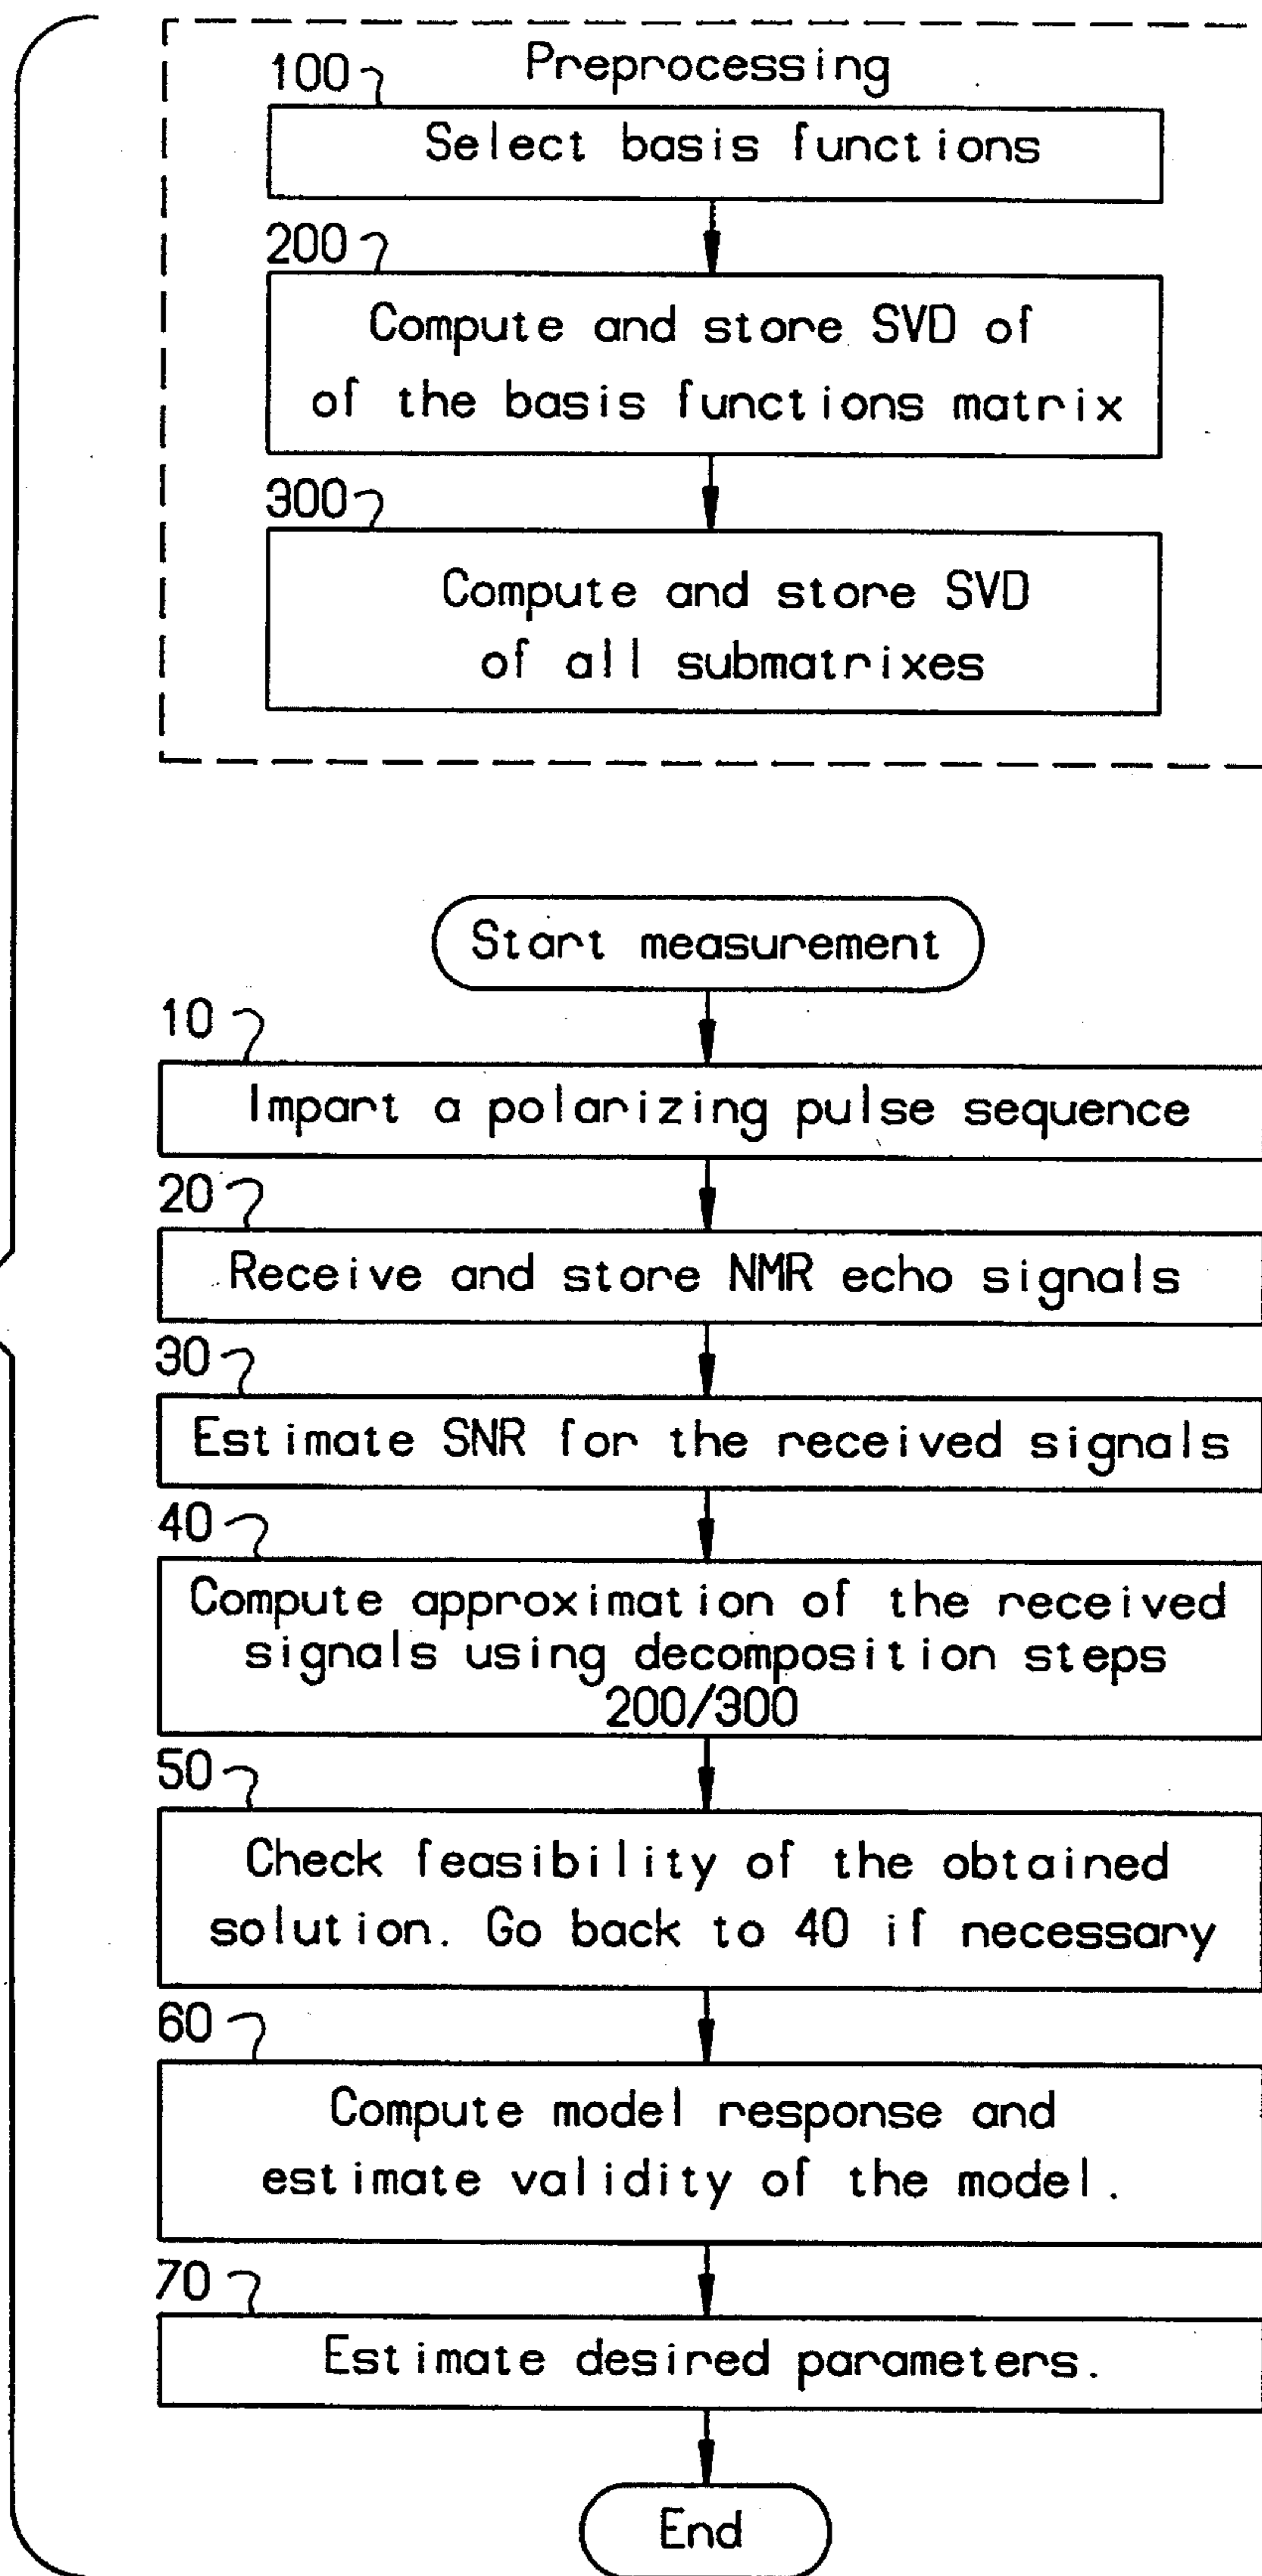 Preprocessing
100
Select basis functions
200
Compute and store SVD of
of the basis functions matrix
300
Compute and store SVD
of all submatrixes
Start measurement
10
Impart a polarizing pulse sequence
20
Receive and store NMR echo signals
30
Estimate SNR for the received signals
40
Compute approximation of the received
signals using decomposition steps
200/300
50
Check feasibility of the obtained
solution. Go back to 40 if necessary
60
Compute model response and
estimate validity of the model.
70
Estimate desired parameters.
End